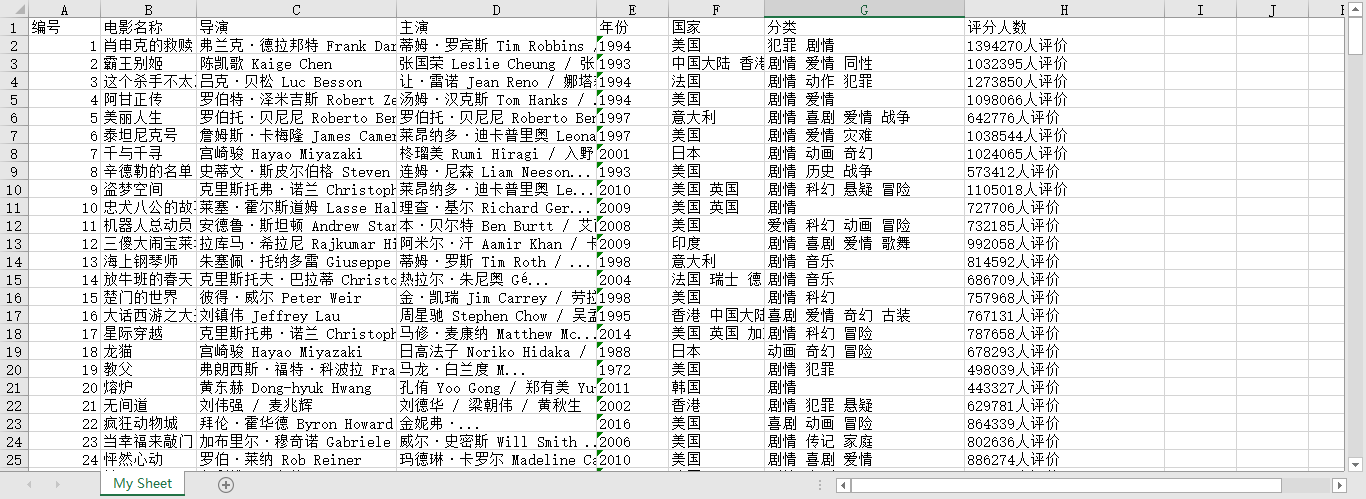 A B C D E F G H I J
1 编号 电影名称 导演 主演 年份 国家 分类 评分人数
2 1 肖申克的救赎 弗兰克·德拉邦特 Frank Dar 蒂姆·罗宾斯 Tim Robbins / 1994 美国 犯罪 剧情 1394270人评价
3 2 霸王别姬 陈凯歌 Kaige Chen 张国荣 Leslie Cheung / 张 1993 中国大陆 香港 剧情 爱情 同性 1032395人评价
4 3 这个杀手不太 吕克·贝松 Luc Besson 让·雷诺 Jean Reno / 娜塔 1994 法国 剧情 动作 犯罪 1273850人评价
5 4 阿甘正传 罗伯特·泽米吉斯 Robert Ze 汤姆·汉克斯 Tom Hanks / . 1994 美国 剧情 爱情 1098066人评价
6 5 美丽人生 罗伯托·贝尼尼 Roberto Ben 罗伯托·贝尼尼 Roberto Ben 1997 意大利 剧情 喜剧 爱情 战争 642776人评价
7 6 泰坦尼克号 詹姆斯·卡梅隆 James Camer 莱昂纳多·迪卡普里奥 Leona 1997 美国 剧情 爱情 灾难 1038544人评价
8 7 千与千寻 宫崎骏 Hayao Miyazaki 柊瑠美 Rumi Hîragi / 入野 2001 日本 剧情 动画 奇幻 1024065人评价
9 8 辛德勒的名单 史蒂文·斯皮尔伯格 Steven 连姆·尼森 Liam Neeson... 1993 美国 剧情 历史 战争 573412人评价
10 9 盗梦空间 克里斯托弗·诺兰 Christoph 莱昂纳多·迪卡普里奥 Le... 2010 美国 英国 剧情 科幻 悬疑 冒险 1105018人评价
11 10 忠犬八公的故 莱塞·霍尔斯道姆 Lasse Hal 理查·基尔 Richard Ger... 2009 美国 英国 剧情 727706人评价
12 11 机器人总动员 安德鲁·斯坦顿 Andrew Stan 本·贝尔特 Ben Burtt / 艾 2008 美国 爱情 科幻 动画 冒险 732185人评价
13 12 三傻大闹宝莱 拉库马·希拉尼 Rajkumar Hi 阿米尔·汗 Aamir Khan / 卡 2009 印度 剧情 喜剧 爱情 歌舞 992058人评价
14 13 海上钢琴师 朱塞佩·托纳多雷 Giuseppe 蒂姆·罗斯 Tim Roth / ... 1998 意大利 剧情 音乐 814592人评价
15 14 放牛班的春天 克里斯托夫·巴拉蒂 Christo 热拉尔·朱尼奥 Gé... 2004 法国 瑞士 德 剧情 音乐 686709人评价
16 15 楚门的世界 彼得·威尔 Peter Weir 金·凯瑞 Jim Carrey / 劳拉 1998 美国 剧情 科幻 757968人评价
17 16 大话西游之大 刘镇伟 Jeffrey Lau 周星驰 Stephen Chow / 吴孟 1995 香港 中国大陆 喜剧 爱情 奇幻 古装 767131人评价
18 17 星际穿越 克里斯托弗·诺兰 Christoph 马修·麦康纳 Matthew Mc... 2014 美国 英国 加 剧情 科幻 冒险 787658人评价
19 18 龙猫 宫崎骏 Hayao Miyazaki 日高法子 Noriko Hidaka / 1988 日本 动画 奇幻 冒险 678293人评价
20 19 教父 弗朗西斯·福特·科波拉 Fra 马龙·白兰度 M... 1972 美国 剧情 犯罪 498039人评价
21 20 熔炉 黄东赫 Dong-hyuk Hwang 孔侑 Yoo Gong / 郑有美 Yu 2011 韩国 剧情 443327人评价
22 21 无间道 刘伟强 / 麦兆辉 刘德华 / 梁朝伟 / 黄秋生 2002 香港 剧情 犯罪 悬疑 629781人评价
23 22 疯狂动物城 拜伦·霍华德 Byron Howard 金妮弗·... 2016 美国 喜剧 动画 冒险 864339人评价
24 23 当幸福来敲门 加布里尔·穆奇诺 Gabriele 威尔·史密斯 Will Smith ... 2006 美国 剧情 传记 家庭 802636人评价
25 24 怦然心动 罗伯·莱纳 Rob Reiner 玛德琳·卡罗尔 Madeline Ca 2010 美国 剧情 喜剧 爱情 886274人评价
My Sheet